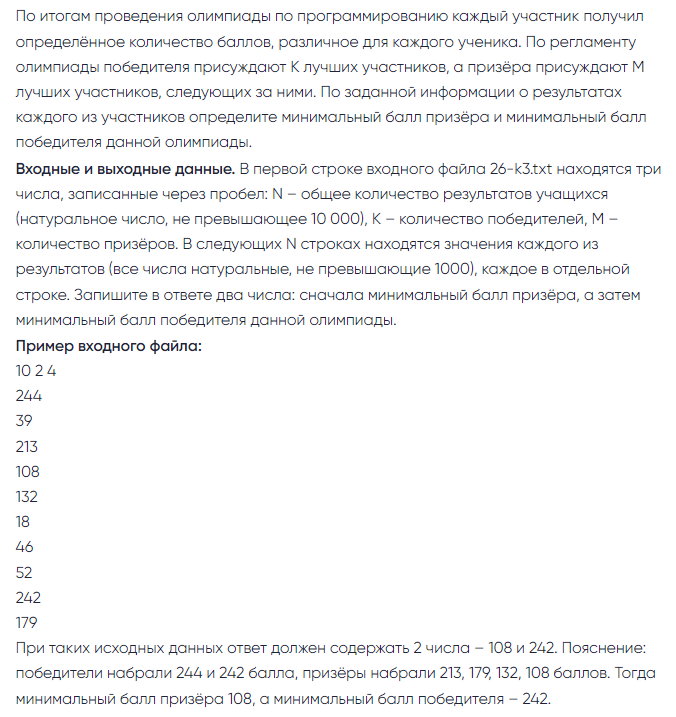 По итогам проведения олимпиады по программированию каждый участник получил
определённое количество баллов, различное для каждого ученика. По регламенту
олимпиады победителя присуждают K лучших участников, а призёра присуждают M
лучших участников, следующих за ними. По заданной информации о результатах
каждого из участников определите минимальный балл призёра и минимальный балл
победителя данной олимпиады.
Входные и выходные данные. В первой строке входного файла 26-k3.txt находятся три
числа, записанные через пробел: N – общее количество результатов учащихся
(натуральное число, не превышающее 10 000), K – количество победителей, M –
количество призёров. В следующих N строках находятся значения каждого из
результатов (все числа натуральные, не превышающие 1000), каждое в отдельной
строке. Запишите в ответе два числа: сначала минимальный балл призёра, а затем
минимальный балл победителя данной олимпиады.
Пример входного файла:
10 2 4
244
39
213
108
132
18
46
52
242
179
При таких исходных данных ответ должен содержать 2 числа – 108 и 242. Пояснение:
победители набрали 244 и 242 балла, призёры набрали 213, 179, 132, 108 баллов. Тогда
минимальный балл призёра 108, а минимальный балл победителя – 242.